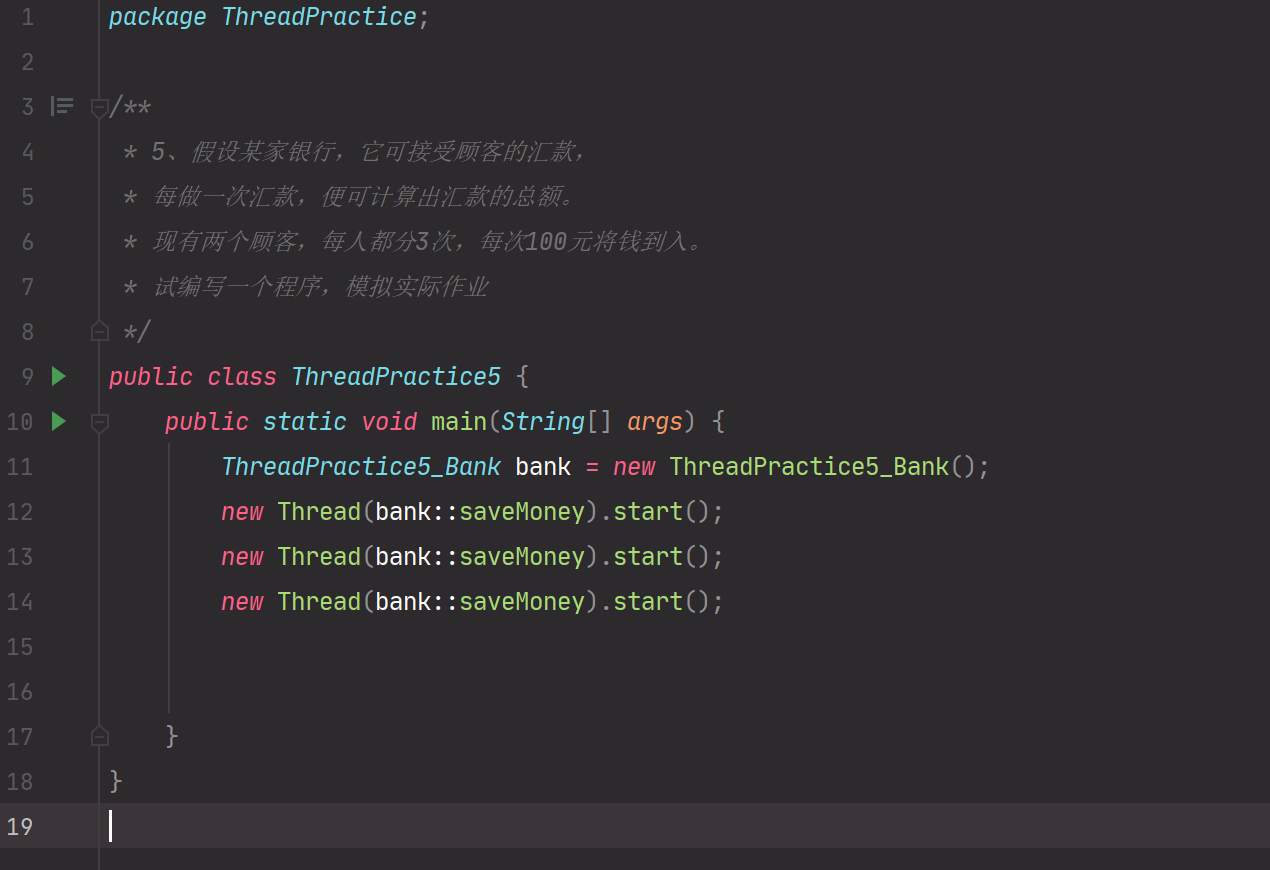 1 package ThreadPractice;
2
3 /**
4 * 5、假设某家银行，它可接受顾客的汇款，
5 * 每做一次汇款，便可计算出汇款的总额。
6 * 现有两个顾客，每人都分3次，每次100元将钱到入。
7 * 试编写一个程序，模拟实际作业
8 */
9 public class ThreadPractice5 {
10 public static void main(String[] args) {
11 ThreadPractice5_Bank bank = new ThreadPractice5_Bank();
12 new Thread(bank::saveMoney).start();
13 new Thread(bank::saveMoney).start();
14 new Thread(bank::saveMoney).start();
15
16
17 }
18 }
19